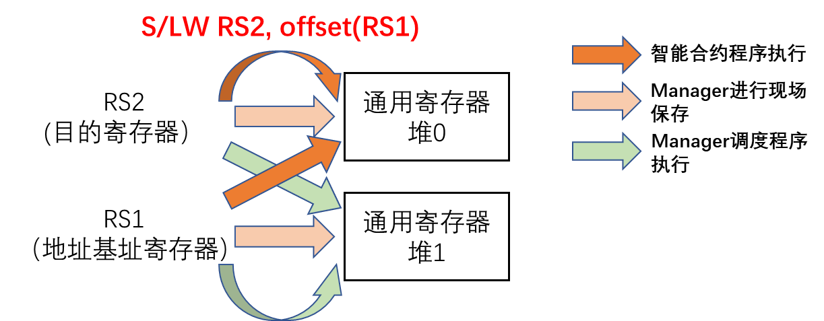 S/LW RS2, offset(RS1)
RS2
(目的寄存器）
RS1
（地址基址寄存器）
通用寄存器
堆0
通用寄存器
堆1
智能合约程序执行
Manager进行现场
保存
Manager调度程序
执行